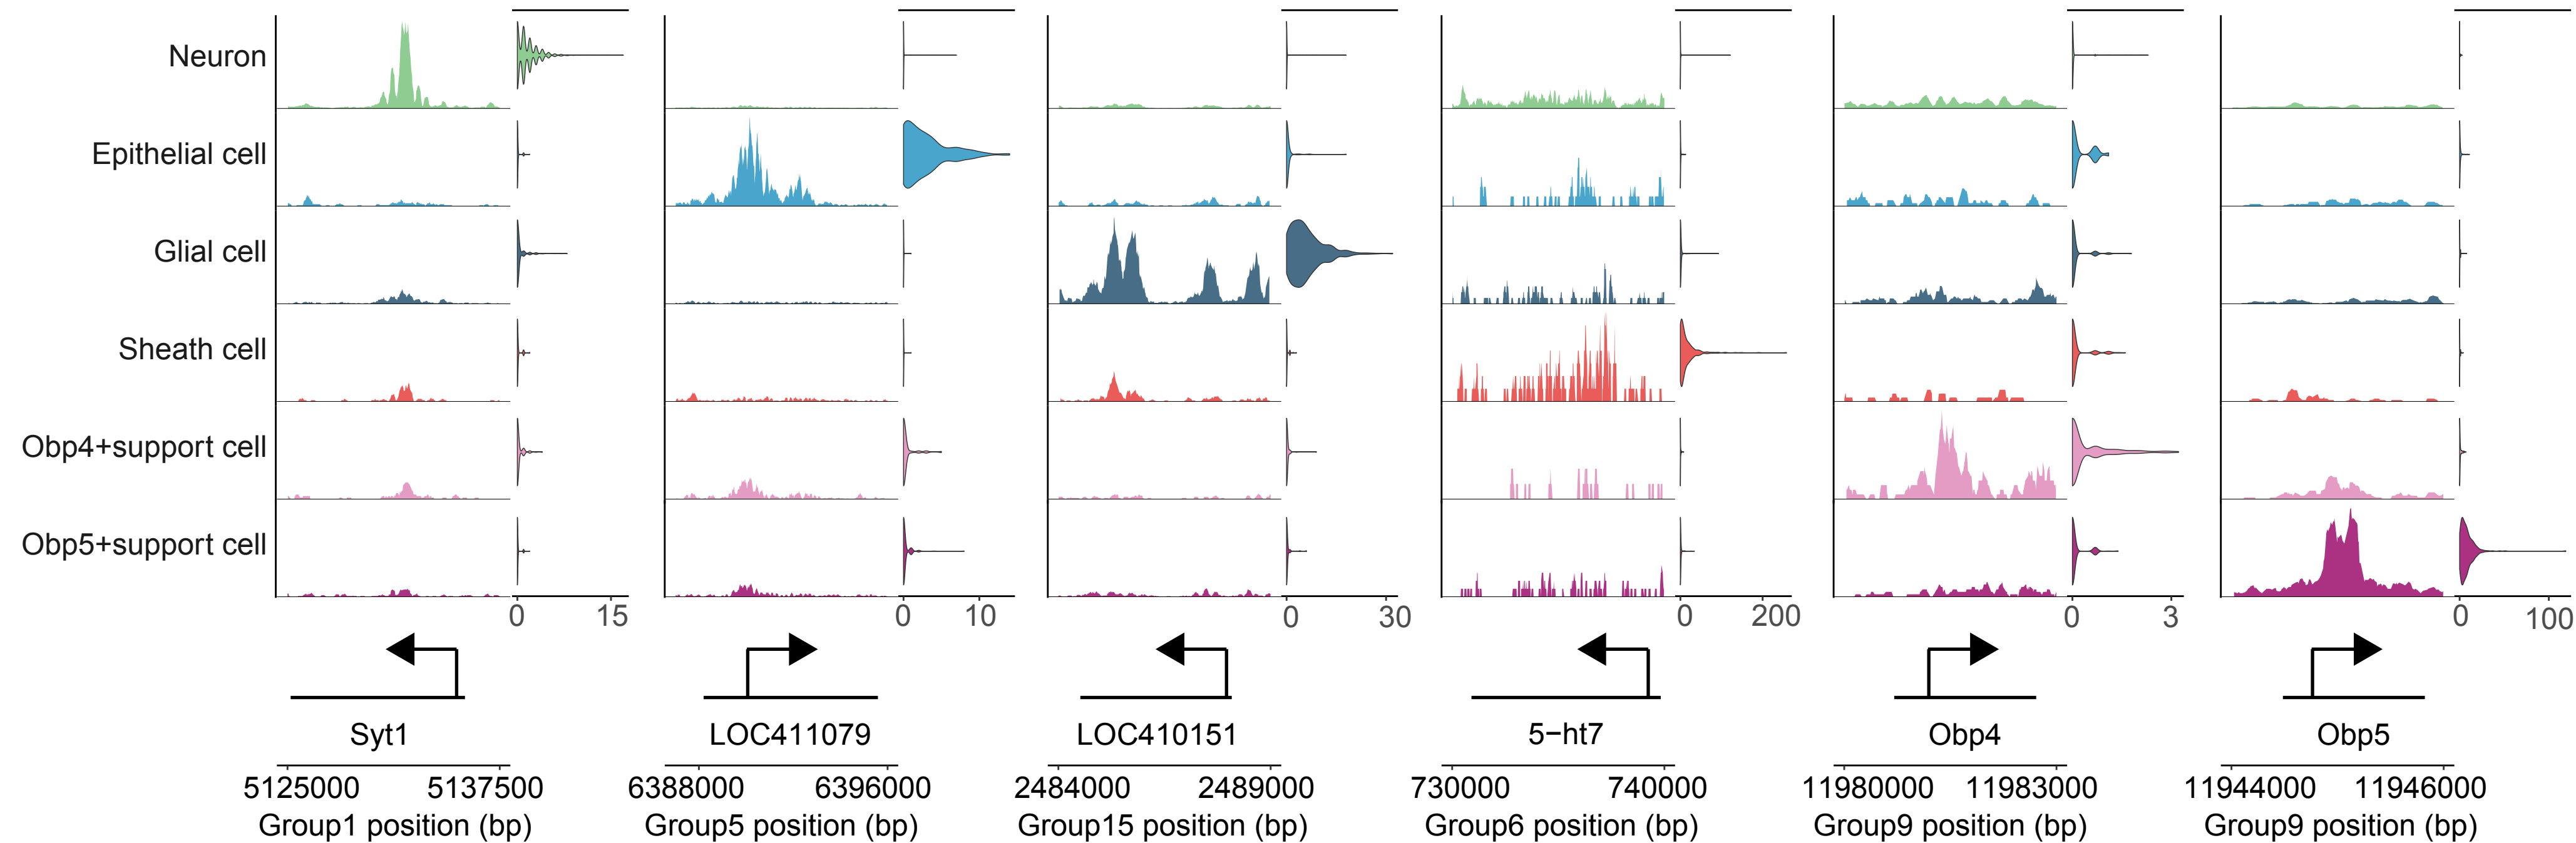 Neuron
Epithelial cell
Glial cell
Sheath cell
Obp4+support cell
Obp5+support cell
0 15 0 10 0 30 0 200 0 3 0 100
Syt1 LOC411079 LOC410151 5−ht7 Obp4 Obp5
5125000 5137500 6388000 6396000 2484000 2489000 730000 740000 11980000 11983000 11944000 11946000
Group1 position (bp) Group5 position (bp) Group15 position (bp) Group6 position (bp) Group9 position (bp) Group9 position (bp)